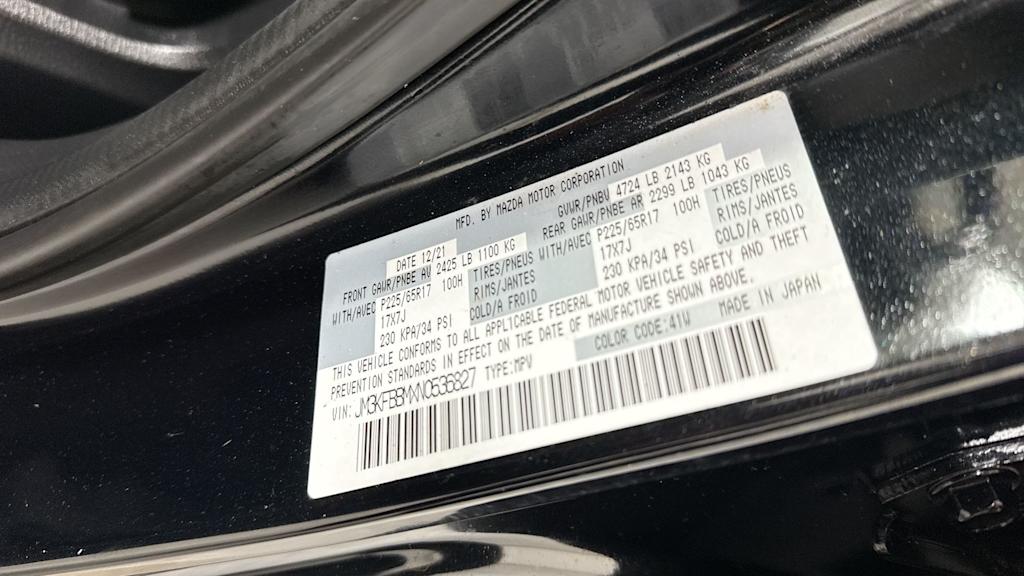 MFD. BY MAZDA MOTOR CORPORATION
DATE 12/21 GVWR/PNBV 4724 LB 2143 KG
FRONT GAWR/PNBE AV 2425 LB 1100 KG REAR GAWR/PNBE AR 2299 LB 1043 KG
WITH/AVEC P225/65R17 100H TIRES/PNEUS WITH/AVEC P225/65R17 100H TIRES/PNEUS
17X7J RIMS/JANTES 17X7J RIMS/JANTES
230 KPA/34 PSI COLD/A FROID 230 KPA/34 PSI COLD/A FROID
THIS VEHICLE CONFORMS TO ALL APPLICABLE FEDERAL MOTOR VEHICLE SAFETY AND THEFT
PREVENTION STANDARDS IN EFFECT ON THE DATE OF MANUFACTURE SHOWN ABOVE.
VIN: JM3KFBBMXN0536827 TYPE:MPV COLOR CODE:41W MADE IN JAPAN